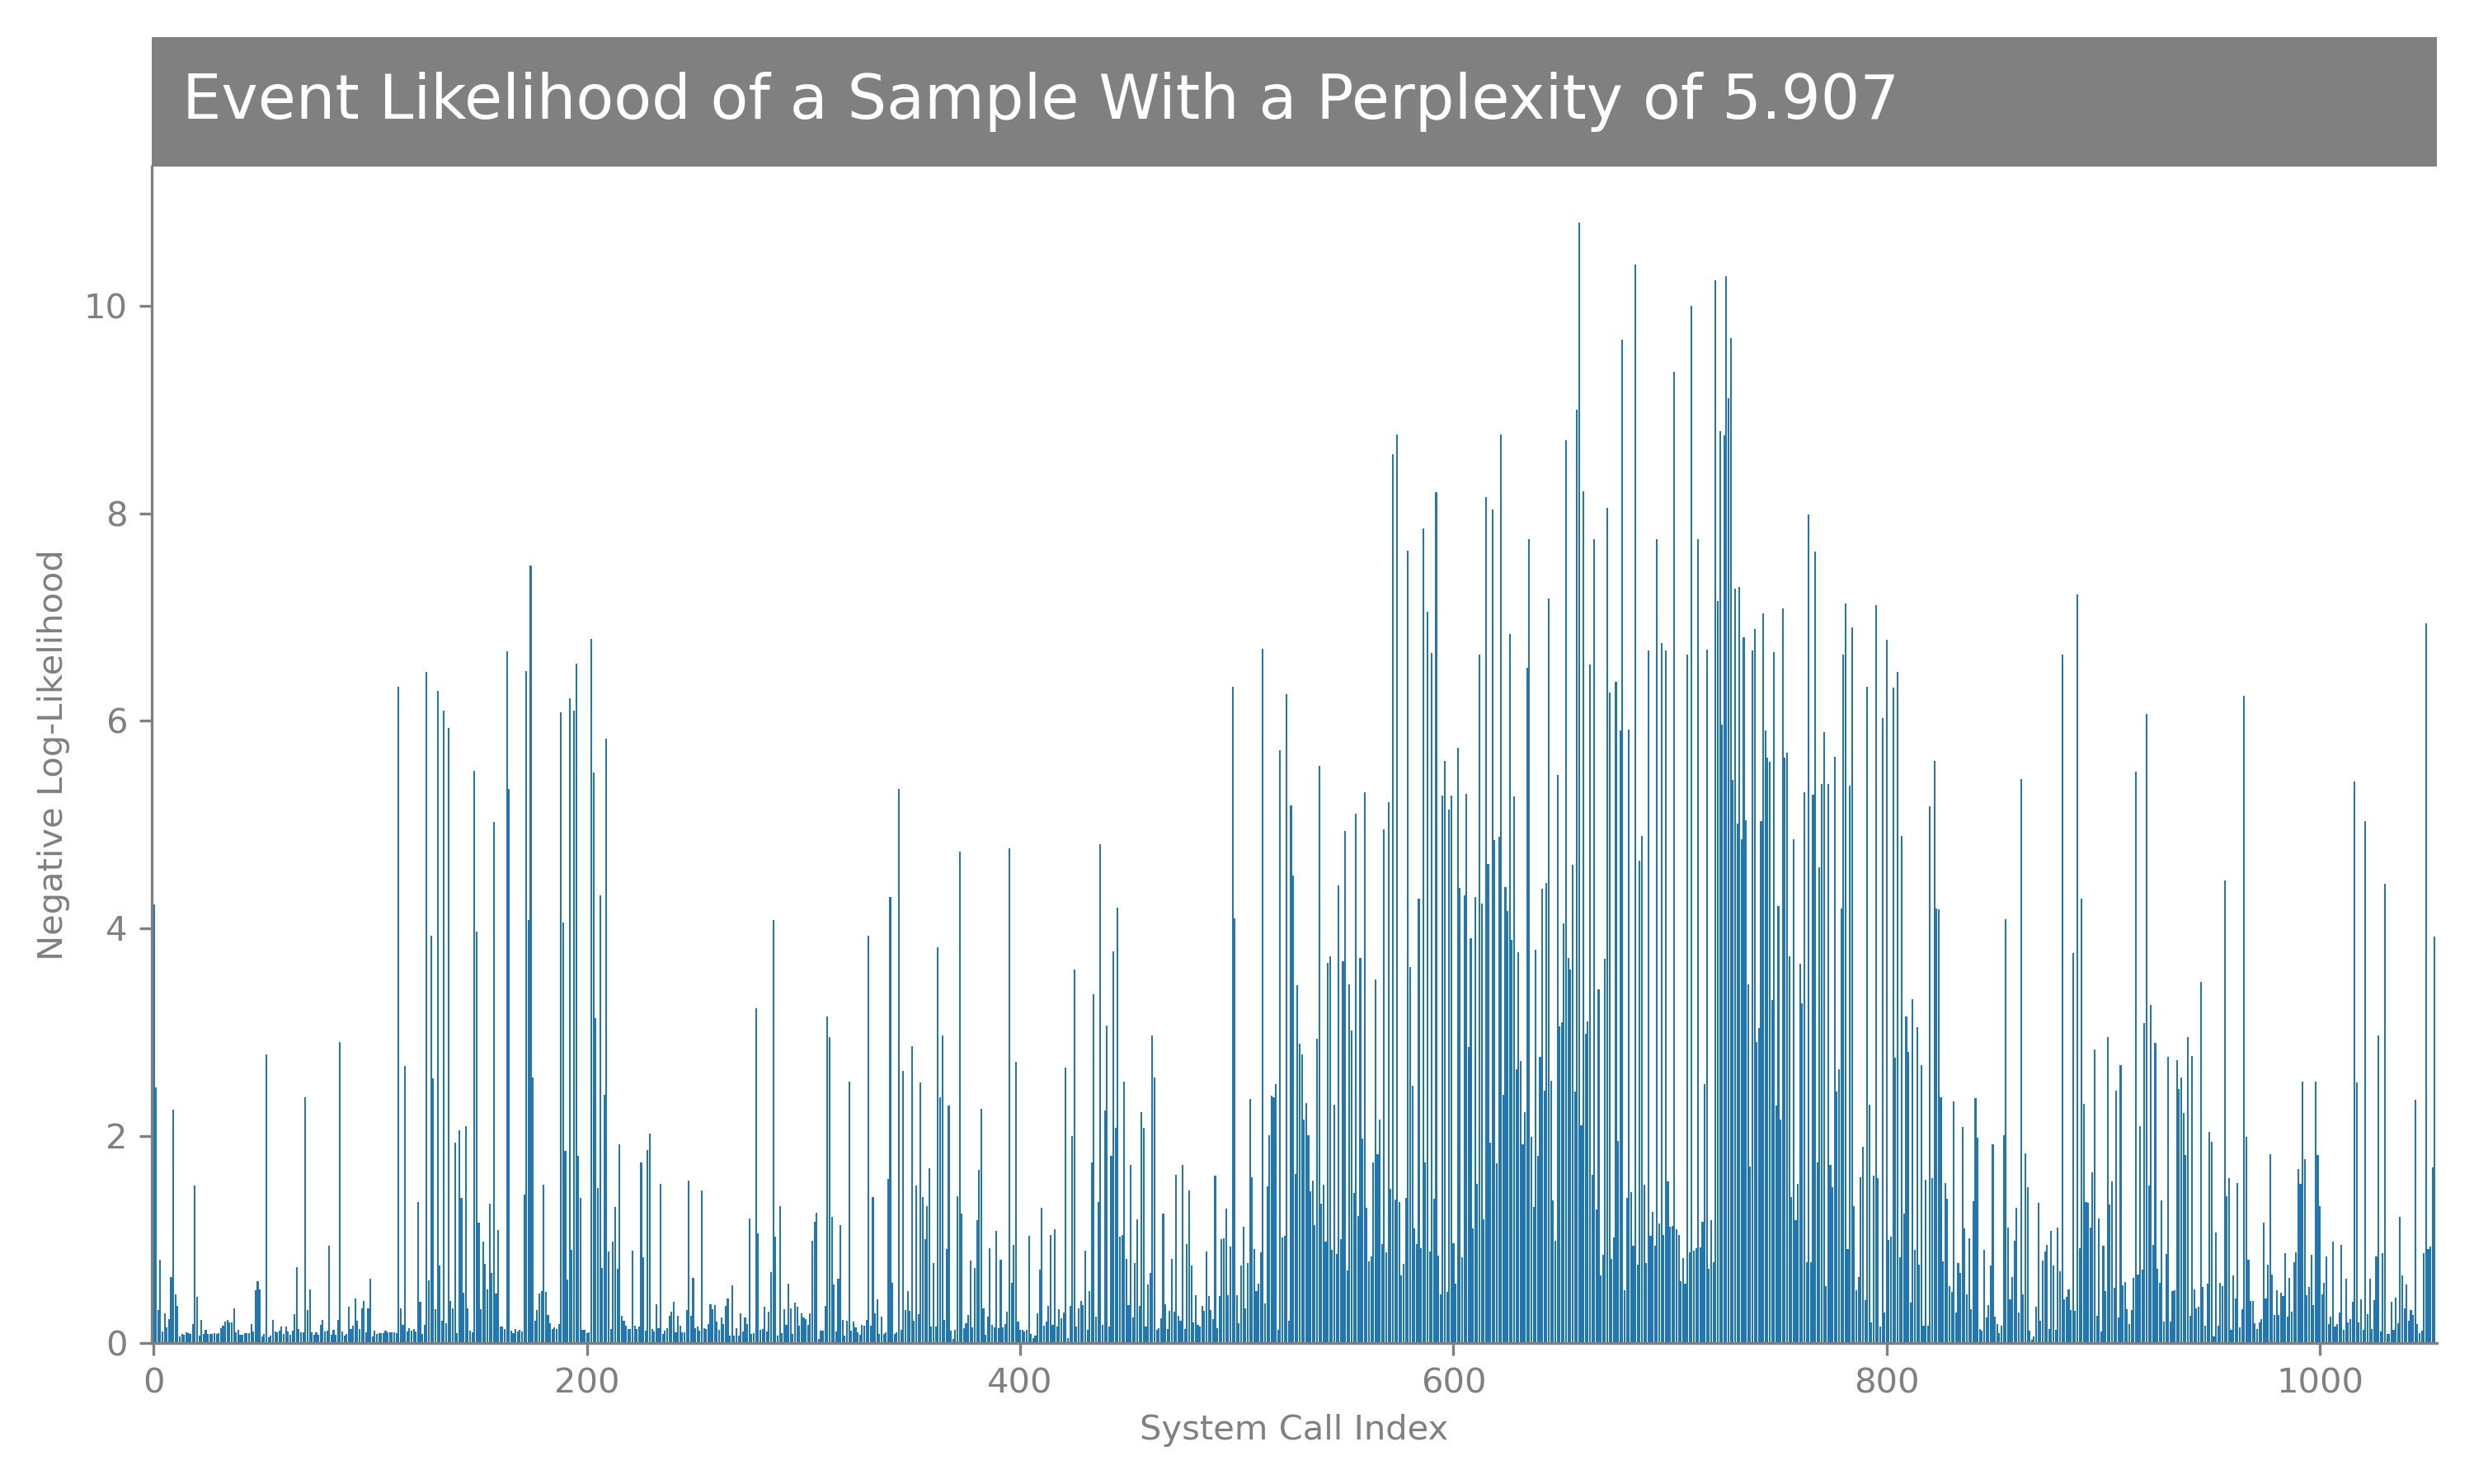 Event Likelihood of a Sample With a Perplexity of 5.907
10
8
6
4
2
0
Negative Log-Likelihood
0 200 400 600 800 1000
System Call Index